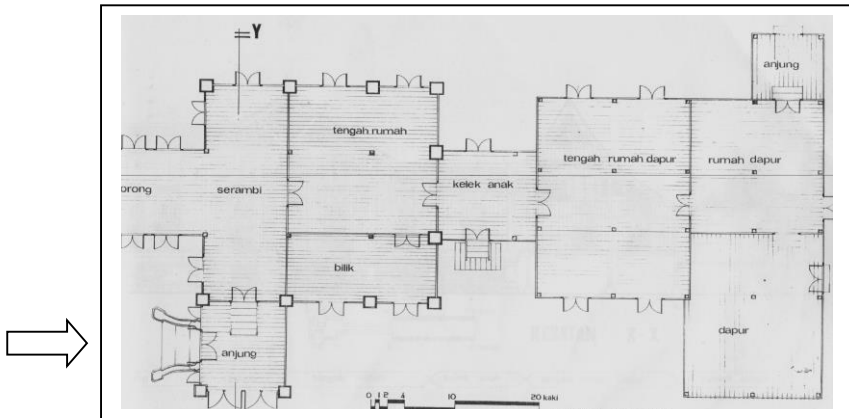 Y
anjung
tengah rumah
tengah rumah dapur
rumah dapur
orong
serambi
kelek anak
bilik
dapur
anjung
0 1 2 4 10 20 kaki